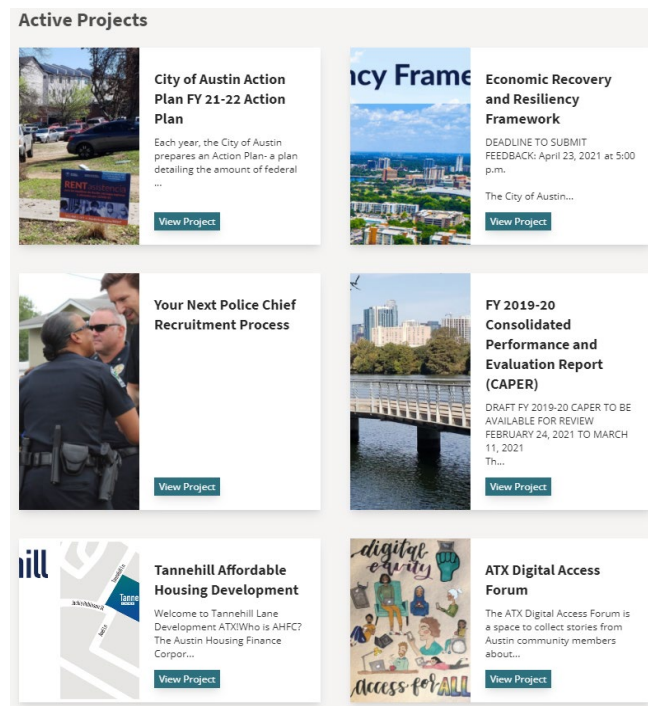 Active Projects
City of Austin Action
Plan FY 21-22 Action
Plan
Each year, the City of Austin
prepares an Action Plan- a plan
detailing the amount of federal
...
View Project
RENT
icy Frame
Economic Recovery
and Resiliency
Framework
DEADLINE TO SUBMIT
FEEDBACK: April 23, 2021 at 5:00
p.m.
The City of Austin...
View Project
Your Next Police Chief
Recruitment Process
View Project
FY 2019-20
Consolidated
Performance and
Evaluation Report
(CAPER)
DRAFT FY 2019-20 CAPER TO BE
AVAILABLE FOR REVIEW
FEBRUARY 24, 2021 TO MARCH
11, 2021
Th...
View Project
ill
Tanne
Tannehill Affordable
Housing Development
Welcome to Tannehill Lane
Development ATX!Who is AHFC?
The Austin Housing Finance
Corpor...
View Project
digital
equity
access for ALL
ATX Digital Access
Forum
The ATX Digital Access Forum is
a space to collect stories from
Austin community members
about...
View Project